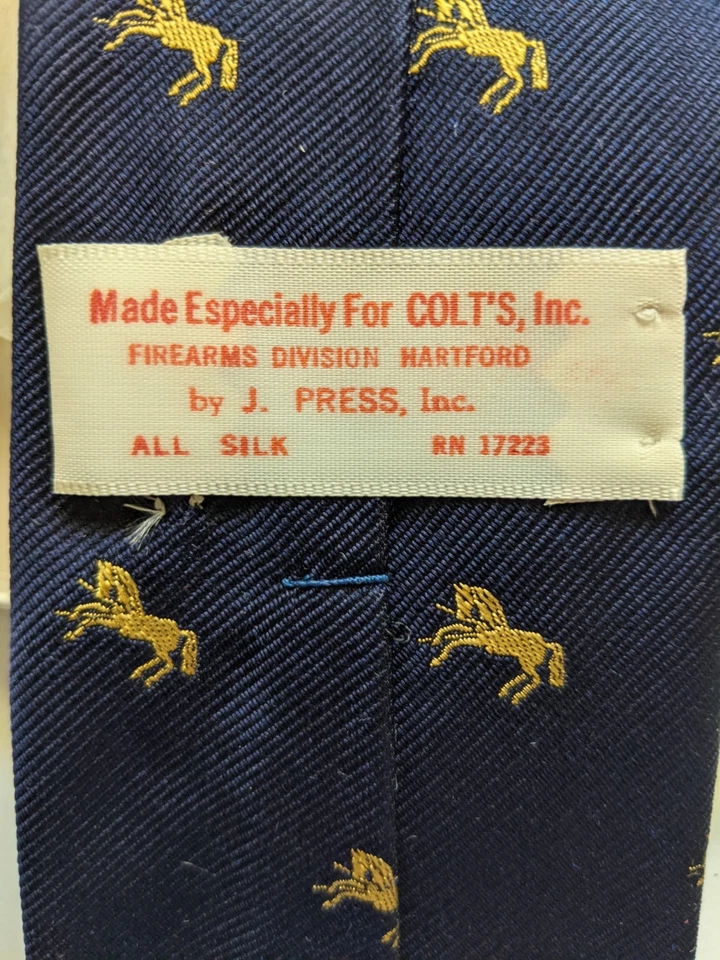 Made Especially For COLT'S, Inc.
FIREARMS DIVISION HARTFORD
by J. PRESS, Inc.
ALL SILK RN 17223